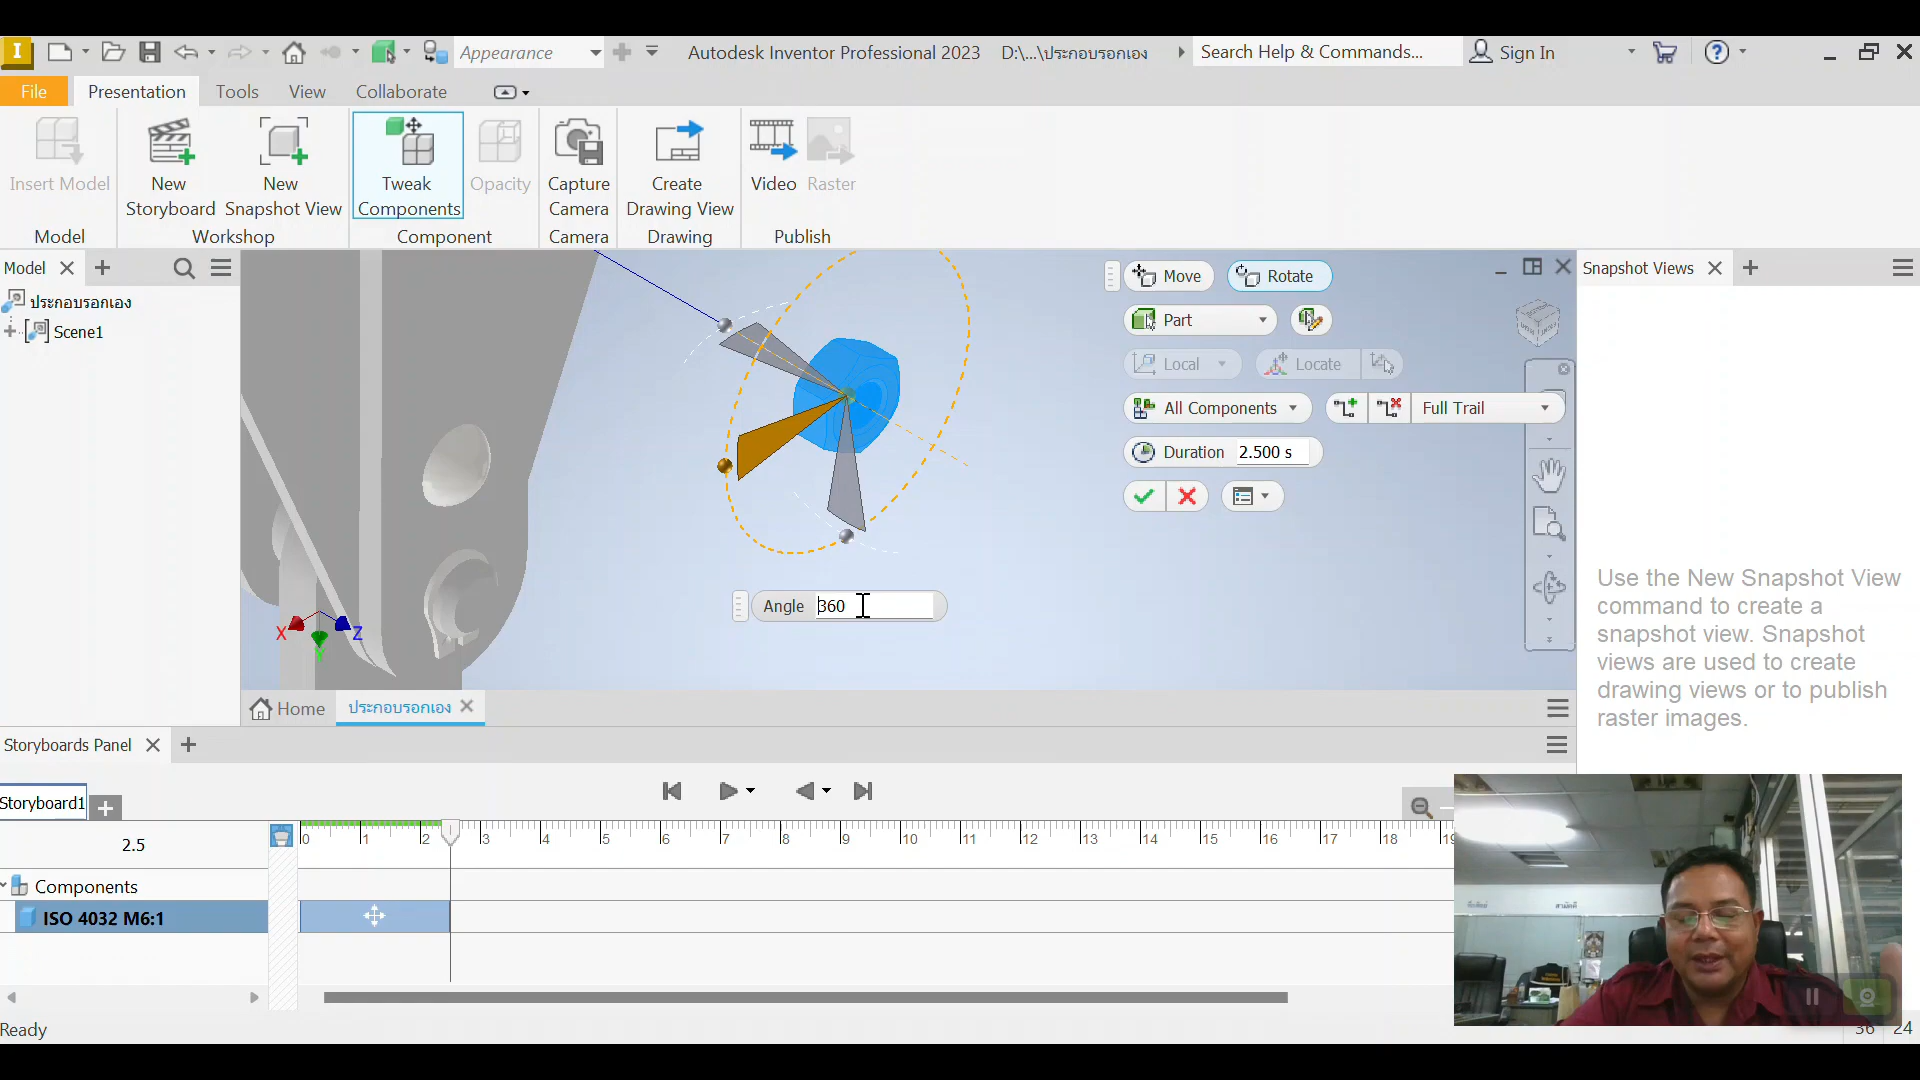 I
Appearance
Autodesk Inventor Professional 2023 D:\...\ประกอบรอกเอง
Search Help & Commands...
Sign In
File
Presentation
Tools
View
Collaborate
Insert Model
New
Storyboard
New
Snapshot View
Tweak
Components
Opacity
Capture
Camera
Create
Drawing View
Video
Raster
Model
Workshop
Component
Camera
Drawing
Publish
Model
ประกอบรอกเอง
Scene1
Move
Rotate
Part
Local
Locate
All Components
Full Trail
Duration 2.500 s
Angle 360
X
Y
Z
Snapshot Views
Use the New Snapshot View
command to create a
snapshot view. Snapshot
views are used to create
drawing views or to publish
raster images.
Home
ประกอบรอกเอง
Storyboards Panel
Storyboard1
2.5
0 1 2 3 4 5 6 7 8 9 10 11 12 13 14 15 16 17 18 19
Components
ISO 4032 M6:1
Ready
36 24